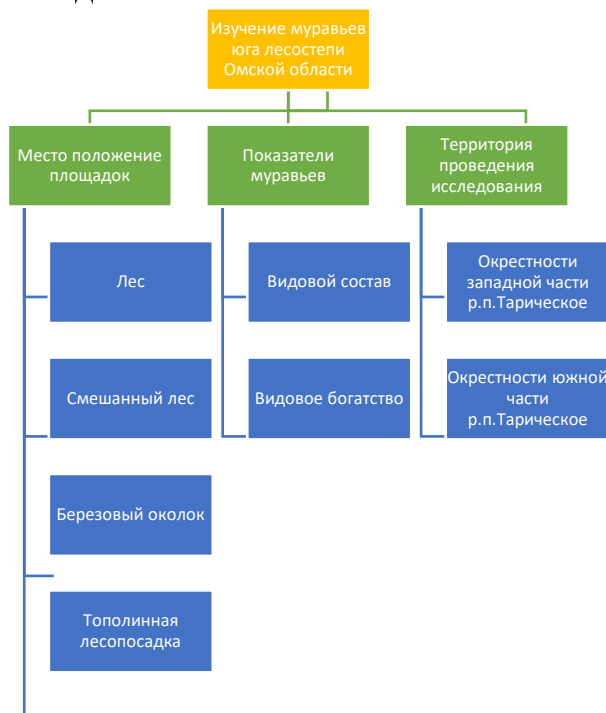 Изучение муравьев
юга лесостепи
Омской области
Место положение
площадок
Показатели
муравьев
Территория
проведения
исследования
Лес
Смешанный лес
Березовый околок
Тополинная
лесопосадка
Видовой состав
Видовое богатство
Окрестности
западной части
р.п.Тарическое
Окрестности южной
части
р.п.Тарическое